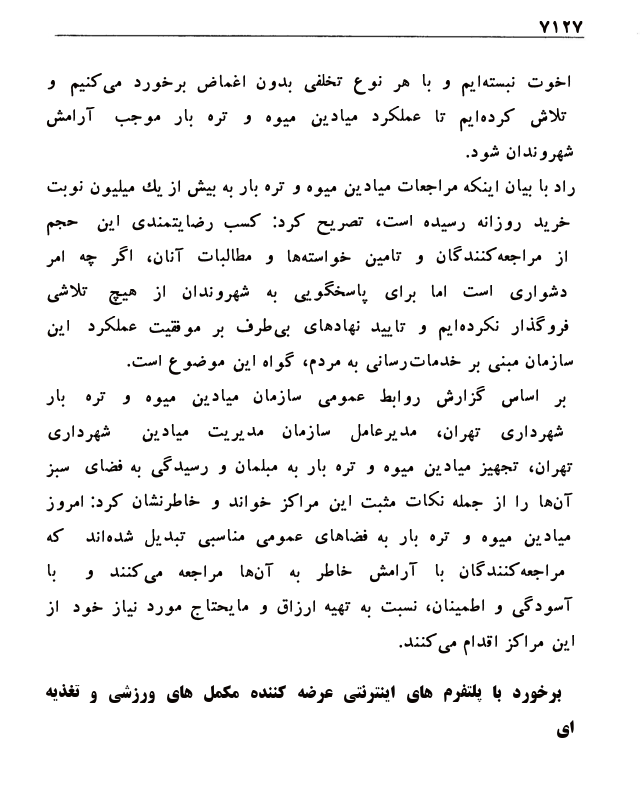 ۷۱۲۷
اخوت نبسته‌ایم و با هر نوع تخلفی بدون اغماض برخورد می‌کنیم و
تلاش کرده‌ایم تا عملکرد میادین میوه و تره بار موجب آرامش
شهروندان شود.
راد با بیان اینکه مراجعات میادین میوه و تره بار به بیش از یك میلیون نوبت
خرید روزانه رسیده است، تصریح کرد: کسب رضایتمندی این حجم
از مراجعه‌کنندگان و تامین خواسته‌ها و مطالبات آنان، اگر چه امر
دشواری است اما برای پاسخگویی به شهروندان از هیچ تلاشی
فروگذار نکرده‌ایم و تایید نهادهای بی‌طرف بر موفقیت عملکرد این
سازمان مبنی بر خدمات‌رسانی به مردم، گواه این موضوع است.
بر اساس گزارش روابط عمومی سازمان میادین میوه و تره بار
شهرداری تهران، مدیرعامل سازمان مدیریت میادین شهرداری
تهران، تجهیز میادین میوه و تره بار به مبلمان و رسیدگی به فضای سبز
آن‌ها را از جمله نکات مثبت این مراکز خواند و خاطرنشان کرد: امروز
میادین میوه و تره بار به فضاهای عمومی مناسبی تبدیل شده‌اند که
مراجعه‌کنندگان با آرامش خاطر به آن‌ها مراجعه می‌کنند و با
آسودگی و اطمینان، نسبت به تهیه ارزاق و مایحتاج مورد نیاز خود از
این مراکز اقدام می‌کنند.
برخورد با پلتفرم های اینترنتی عرضه کننده مکمل های ورزشی و تغذیه
ای